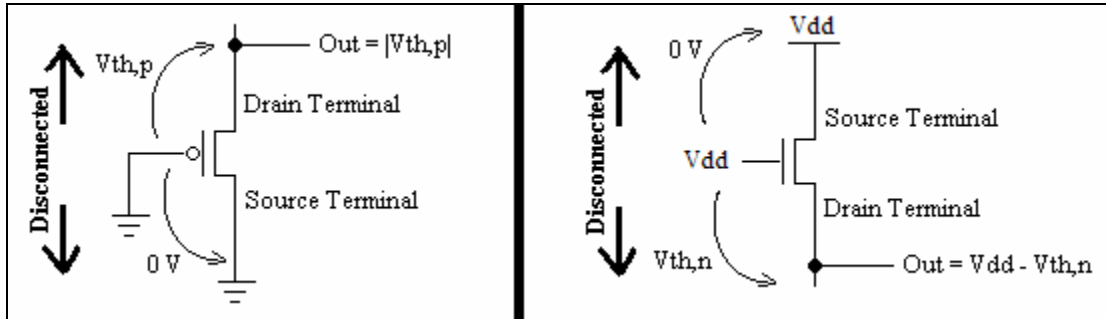 Disconnected
Vth,p
Out = |Vth,p|
Drain Terminal
Source Terminal
0 V
Disconnected
0 V
Vdd
Source Terminal
Vdd
Drain Terminal
Vth,n
Out = Vdd - Vth,n